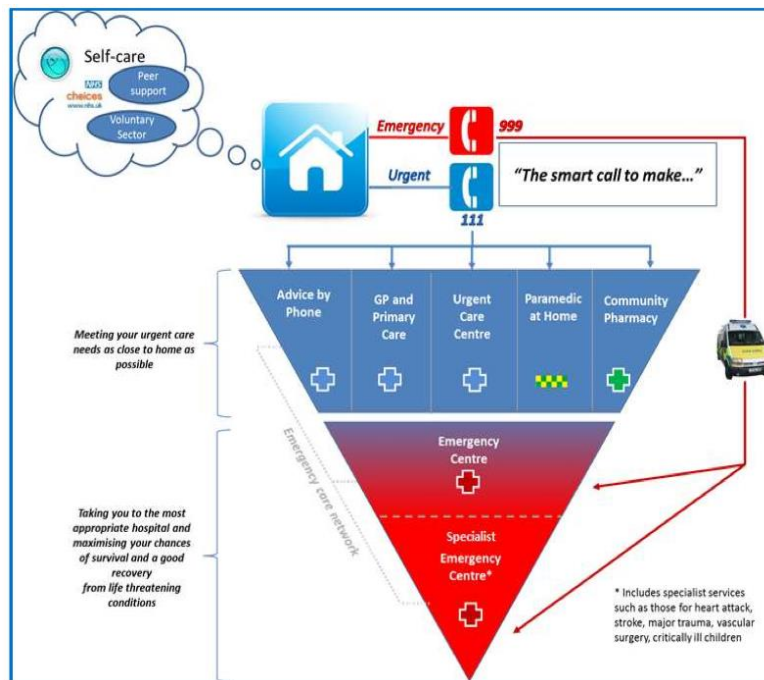 Self-care
Peer
support
NHS
choices
www.nhs.uk
Voluntary
Sector
Emergency
999
Urgent
111
“The smart call to make...”
Meeting your urgent care
needs as close to home as
possible
Advice by
Phone
GP and
Primary
Care
Urgent
Care
Centre
Paramedic
at Home
Community
Pharmacy
Emergency care network
Taking you to the most
appropriate hospital and
maximising your chances
of survival and a good
recovery
from life threatening
conditions
Emergency
Centre
Specialist
Emergency
Centre*
* Includes specialist services
such as those for heart attack,
stroke, major trauma, vascular
surgery, critically ill children